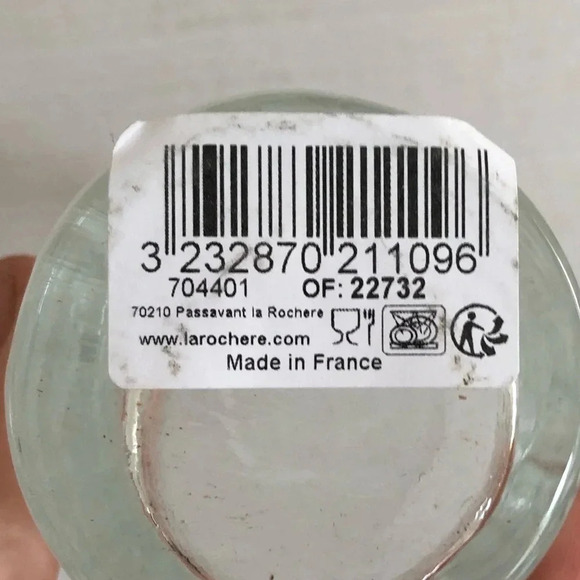 3 232870 211096
704401 OF: 22732
70210 Passavant la Rochere
www.larochere.com
Made in France